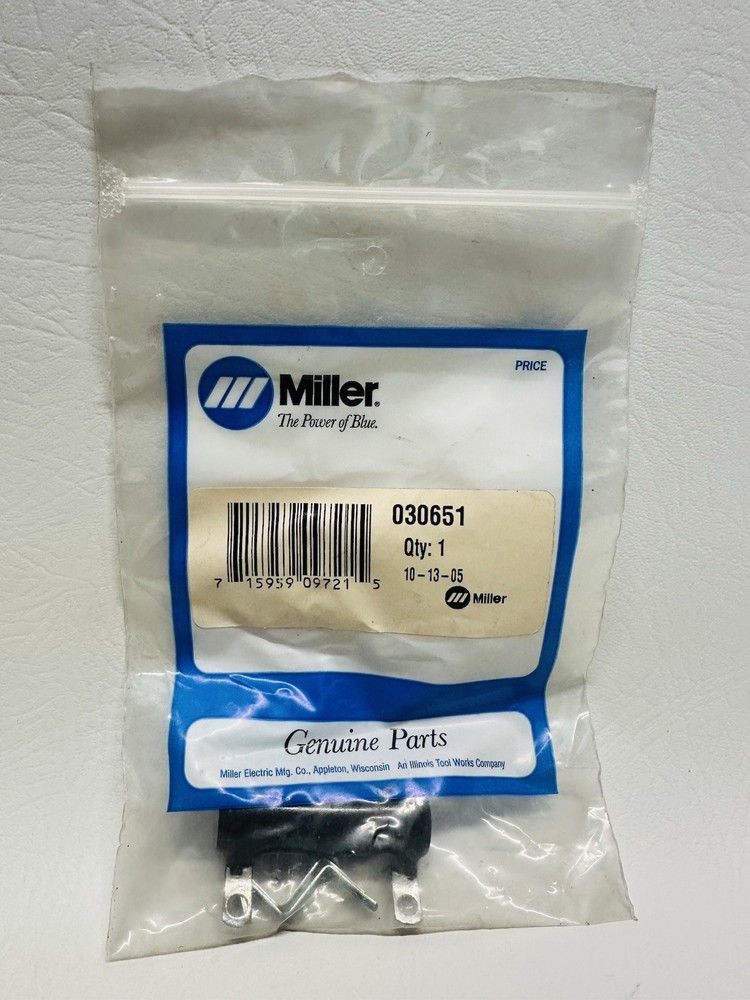 PRICE
Miller®
The Power of Blue.
030651
Qty: 1
10-13-05
7 15959 09721 5
Miller
Genuine Parts
Miller Electric Mfg. Co., Appleton, Wisconsin An Illinois Tool Works Company